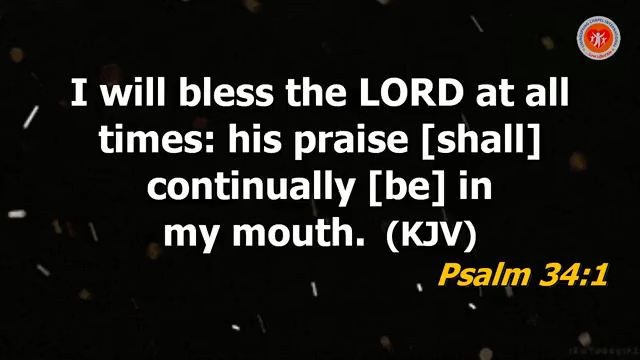 I will bless the LORD at all
times: his praise [shall]
continually [be] in
my mouth. (KJV)
Psalm 34:1